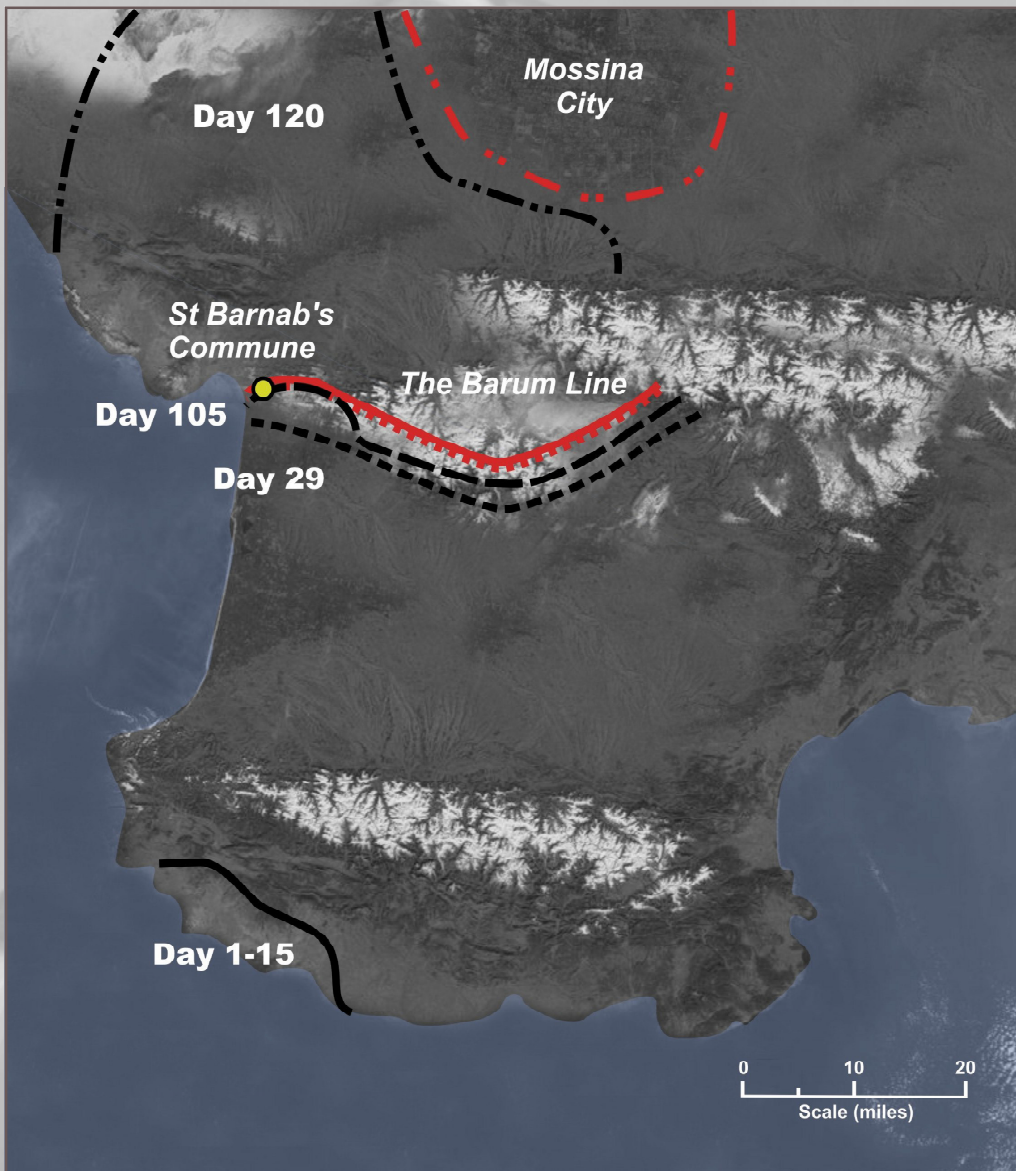 Mossina
City
Day 120
St Barnab's
Commune
The Barum Line
Day 105
Day 29
Day 1-15
0 10 20
Scale (miles)